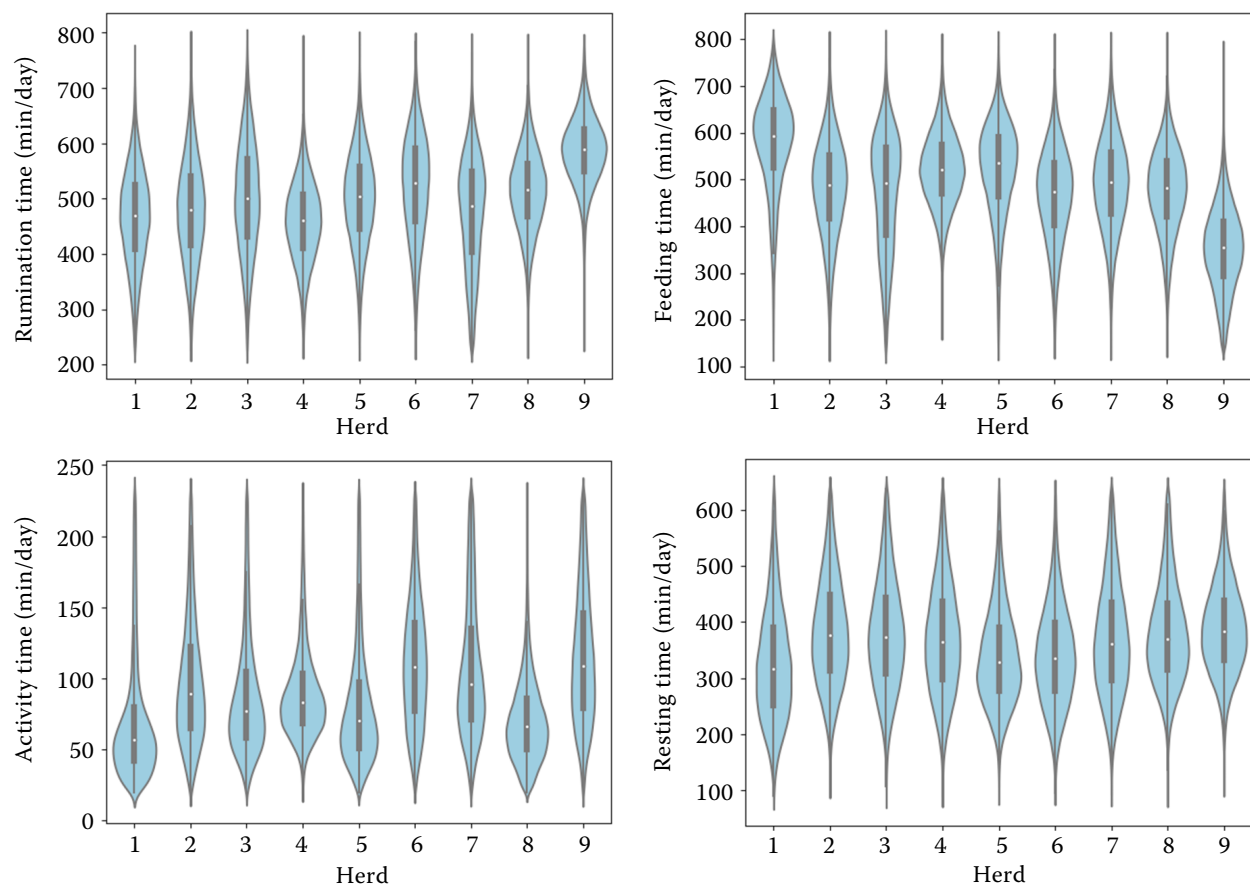 Rumination time (min/day)
800
700
600
500
400
300
200
1 2 3 4 5 6 7 8 9
Herd
Feeding time (min/day)
800
700
600
500
400
300
200
100
1 2 3 4 5 6 7 8 9
Herd
Activity time (min/day)
250
200
150
100
50
0
1 2 3 4 5 6 7 8 9
Herd
Resting time (min/day)
600
500
400
300
200
100
1 2 3 4 5 6 7 8 9
Herd